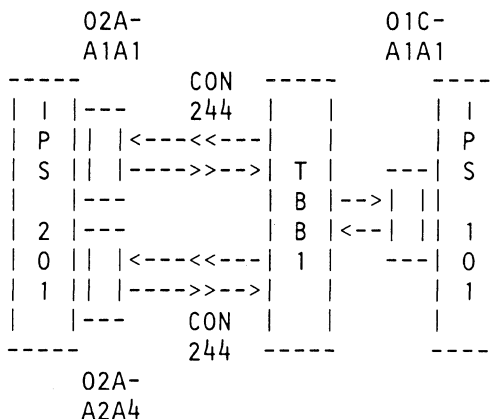 02A-            01C-
A1A1            A1A1
-----      CON   -----       ----
|   I |---   244   |   |       | I
|   P ||  |<---<<---|   |       | P
|   S ||  |---->>-->| T |   ---| S
|     |---          | B |-->|  ||
|   2 |---          | B |<--|  || 1
|   0 ||  |<---<<---| 1 |   ---| 0
|   1 ||  |---->>-->|   |       | 1
|     |---   CON    |   |       |
-----      244   -----       ----
02A-
A2A4